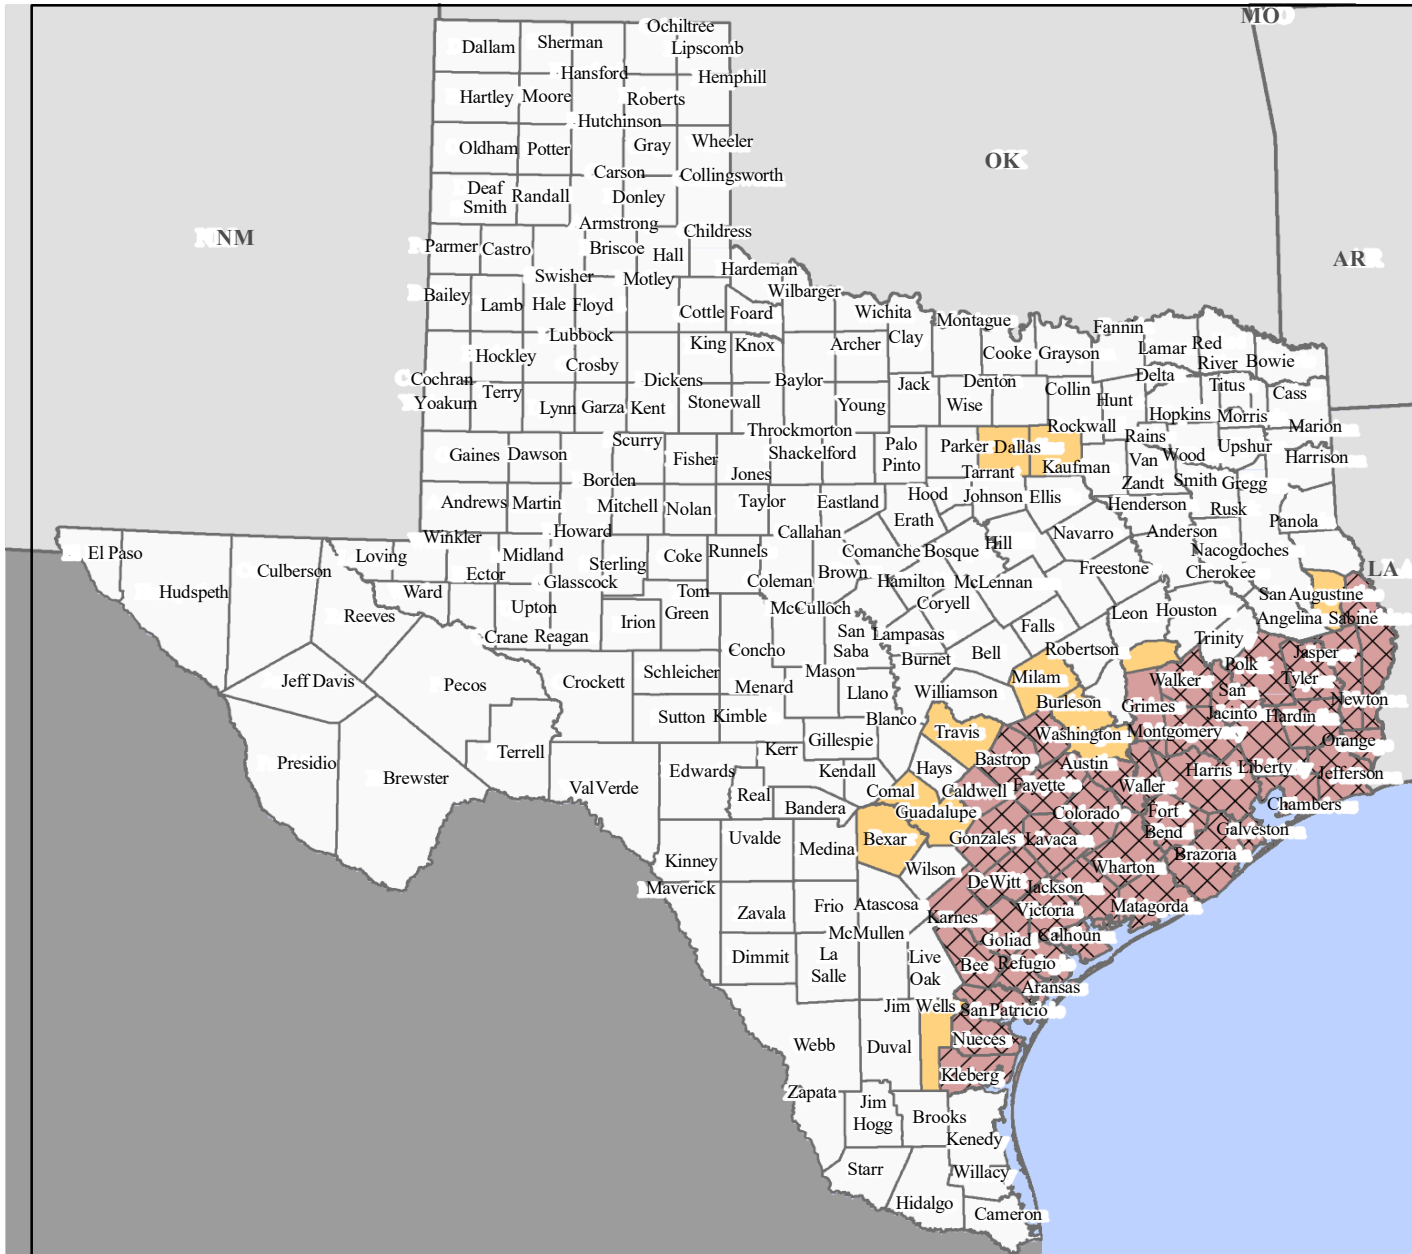 MO
Ochiltree
Dallam
Sherman
Lipscomb
Hansford
Hemphill
Hartley
Moore
Roberts
Hutchinson
Oldham
Potter
Gray
Wheeler
OK
Carson
Collingsworth
Deaf
Smith
Randall
Donley
Armstrong
Childress
NM
Parmer
Castro
Briscoe
Hall
AR
Swisher
Motley
Hardeman
Bailey
Lamb
Hale
Floyd
Wilbarger
Cottle
Foard
Wichita
Montague
Lubbock
Fannin
Hockley
King
Knox
Archer
Clay
Cooke
Grayson
Lamar
Red
River
Bowie
Crosby
Cochran
Dickens
Baylor
Jack
Denton
Collin
Delta
Titus
Cass
Yoakum
Terry
Lynn
Garza
Kent
Stonewall
Young
Wise
Hunt
Hopkins
Morris
Marion
Scurry
Throckmorton
Rockwall
Rains
Gaines
Dawson
Fisher
Shackelford
Palo
Pinto
Parker
Dallas
Van
Zandt
Wood
Upshur
Harrison
Borden
Jones
Tarrant
Kaufman
Smith
Gregg
Andrews
Martin
Mitchell
Nolan
Taylor
Eastland
Hood
Johnson
Ellis
Henderson
Rusk
Panola
Winkler
Howard
Callahan
Erath
Navarro
Anderson
El Paso
Loving
Midland
Sterling
Coke
Runnels
Comanche
Bosque
Hill
Nacogdoches
Hudspeth
Culberson
Ector
Glasscock
Coleman
Brown
Hamilton
McLennan
Freestone
Cherokee
LA
Ward
Tom
Green
San Augustine
Reeves
Upton
Irion
McCulloch
Coryell
Leon
Houston
Angelina
Sabine
Crane
Reagan
San
Saba
Lampasas
Falls
Trinity
Concho
Burnet
Bell
Robertson
Jasper
Jeff Davis
Pecos
Crockett
Schleicher
Mason
Milam
Polk
Menard
Llano
Williamson
Walker
Tyler
San
Jacinto
Newton
Sutton
Kimble
Blanco
Burleson
Grimes
Hardin
Gillespie
Travis
Washington
Montgomery
Orange
Presidio
Terrell
Kerr
Bastrop
Austin
Brewster
Val Verde
Edwards
Kendall
Hays
Harris
Liberty
Jefferson
Real
Comal
Caldwell
Fayette
Waller
Bandera
Guadalupe
Colorado
Fort
Bend
Chambers
Uvalde
Medina
Bexar
Gonzales
Lavaca
Galveston
Kinney
Wilson
Wharton
Brazoria
Maverick
DeWitt
Jackson
Zavala
Frio
Atascosa
Karnes
Victoria
Matagorda
McMullen
Goliad
Calhoun
Dimmit
La
Salle
Live
Oak
Bee
Refugio
Aransas
Jim Wells
San Patricio
Webb
Duval
Nueces
Kleberg
Zapata
Jim
Hogg
Brooks
Kenedy
Starr
Willacy
Hidalgo
Cameron